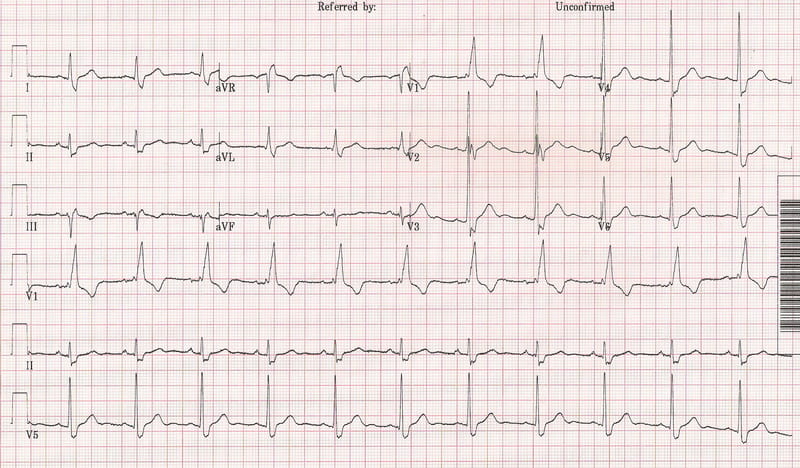 Referred by: Unconfirmed
I aVR V1 V4
II aVL V2 V5
III aVF V3 V6
V1
II
V5